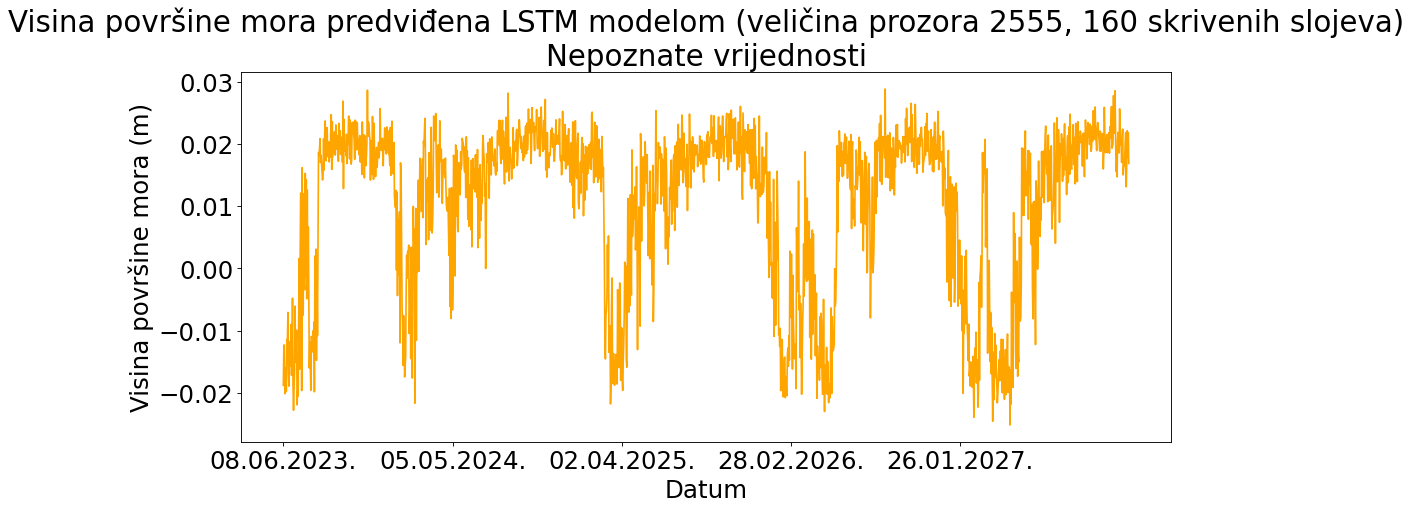 Visina površine mora predviđena LSTM modelom (veličina prozora 2555, 160 skrivenih slojeva)
Nepoznate vrijednosti
Visina površine mora (m)
0.03
0.02
0.01
0.00
−0.01
−0.02
08.06.2023. 05.05.2024. 02.04.2025. 28.02.2026. 26.01.2027.
Datum